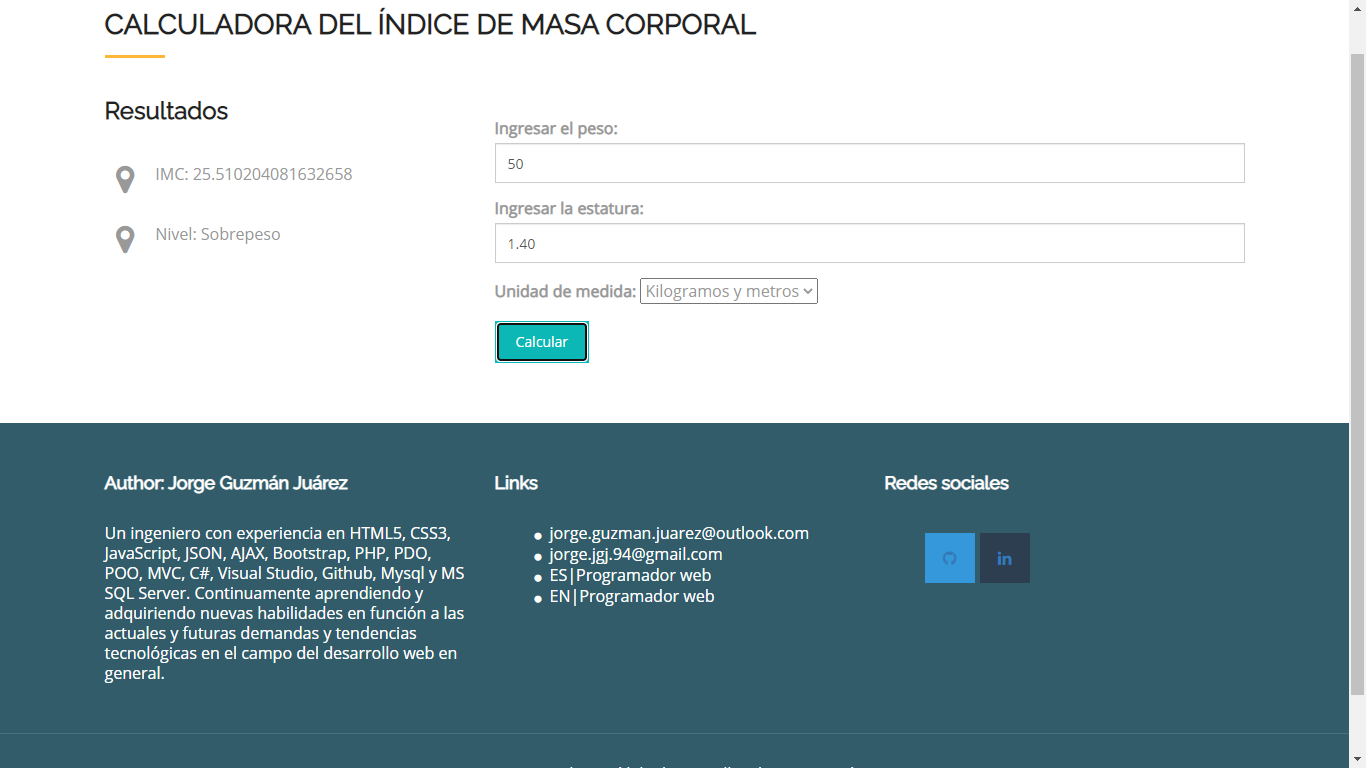 CALCULADORA DEL ÍNDICE DE MASA CORPORAL
Resultados
IMC: 25.510204081632658
Nivel: Sobrepeso
Ingresar el peso:
50
Ingresar la estatura:
1.40
Unidad de medida: Kilogramos y metros
Calcular
Author: Jorge Guzmán Juárez
Un ingeniero con experiencia en HTML5, CSS3,
JavaScript, JSON, AJAX, Bootstrap, PHP, PDO,
POO, MVC, C#, Visual Studio, Github, Mysql y MS
SQL Server. Continuamente aprendiendo y
adquiriendo nuevas habilidades en función a las
actuales y futuras demandas y tendencias
tecnológicas en el campo del desarrollo web en
general.
Links
jorge.guzman.juarez@outlook.com
jorge.jgj.94@gmail.com
ES|Programador web
EN|Programador web
Redes sociales
in